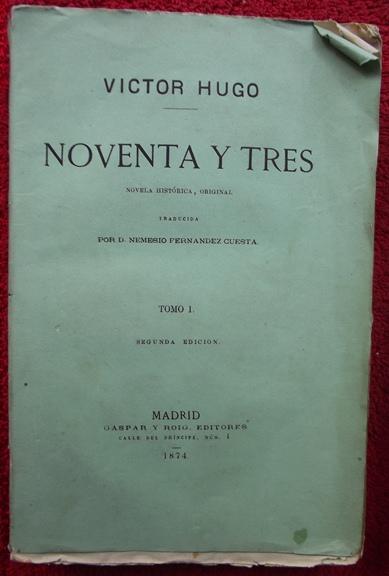 VICTOR HUGO
NOVENTA Y TRES
NOVELA HISTÓRICA, ORIGINAL
TRADUCIDA
POR D. NEMESIO FERNANDEZ CUESTA.
TOMO I.
SEGUNDA EDICION.
MADRID
GASPAR Y ROIG, EDITORES
CALLE DEL PRÍNCIPE, NÚM. 4
1874.